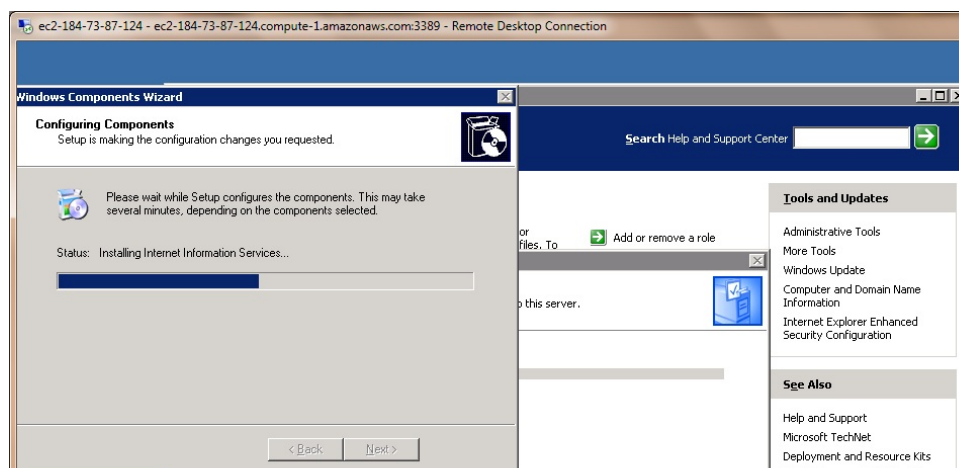 ec2-184-73-87-124 - ec2-184-73-87-124.compute-1.amazonaws.com:3389 - Remote Desktop Connection
Windows Components Wizard
Configuring Components
Setup is making the configuration changes you requested.
Please wait while Setup configures the components. This may take
several minutes, depending on the components selected.
Status: Installing Internet Information Services...
< Back Next >
Search Help and Support Center
or
files. To
Add or remove a role
o this server.
Tools and Updates
Administrative Tools
More Tools
Windows Update
Computer and Domain Name
Information
Internet Explorer Enhanced
Security Configuration
See Also
Help and Support
Microsoft TechNet
Deployment and Resource Kits